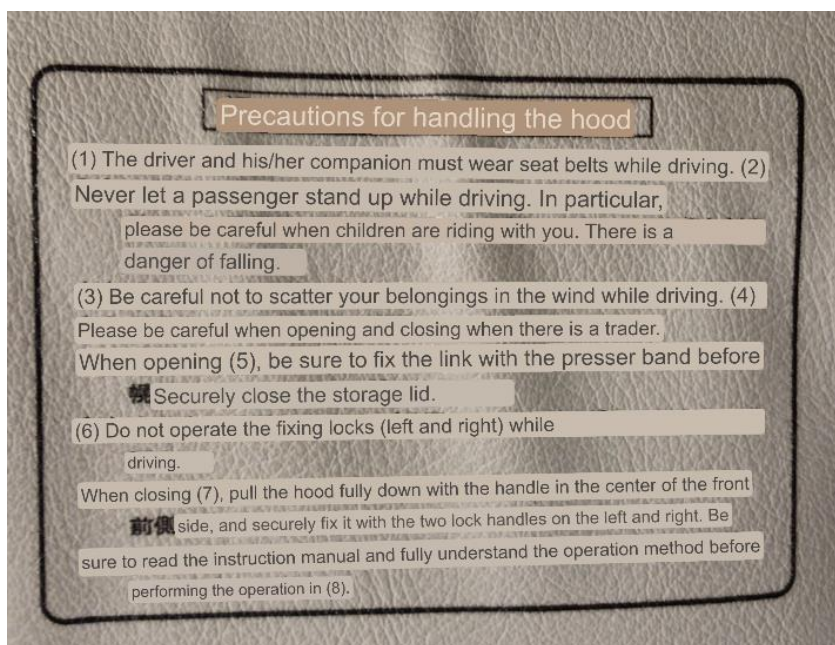 Precautions for handling the hood
(1) The driver and his/her companion must wear seat belts while driving. (2)
Never let a passenger stand up while driving. In particular,
please be careful when children are riding with you. There is a
danger of falling.
(3) Be careful not to scatter your belongings in the wind while driving. (4)
Please be careful when opening and closing when there is a trader.
When opening (5), be sure to fix the link with the presser band before
幌 Securely close the storage lid.
(6) Do not operate the fixing locks (left and right) while
driving.
When closing (7), pull the hood fully down with the handle in the center of the front
前側 side, and securely fix it with the two lock handles on the left and right. Be
sure to read the instruction manual and fully understand the operation method before
performing the operation in (8).